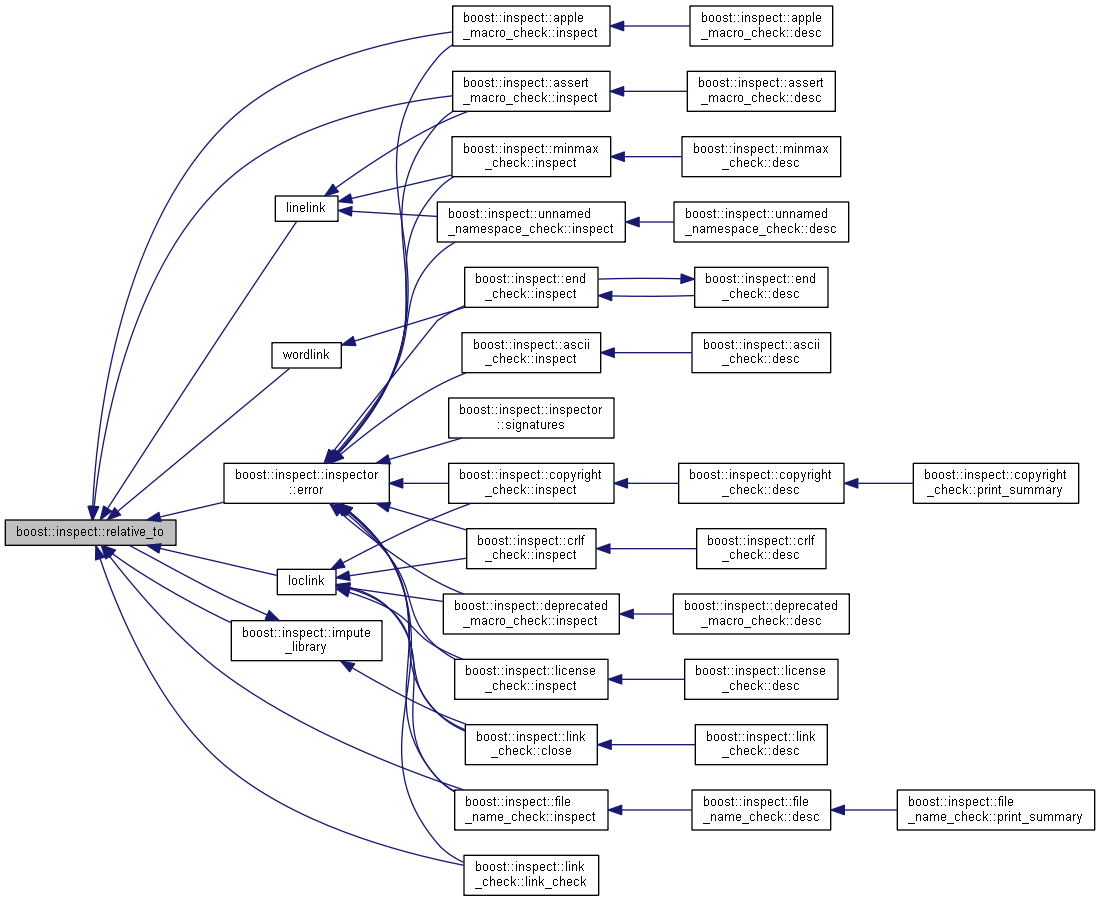 boost::inspect::apple
_macro_check::inspect
boost::inspect::apple
_macro_check::desc
boost::inspect::assert
_macro_check::inspect
boost::inspect::assert
_macro_check::desc
boost::inspect::minmax
_check::inspect
boost::inspect::minmax
_check::desc
linelink
boost::inspect::unnamed
_namespace_check::inspect
boost::inspect::unnamed
_namespace_check::desc
boost::inspect::end
_check::inspect
boost::inspect::end
_check::desc
wordlink
boost::inspect::ascii
_check::inspect
boost::inspect::ascii
_check::desc
boost::inspect::inspector
::signatures
boost::inspect::inspector
::error
boost::inspect::copyright
_check::inspect
boost::inspect::copyright
_check::desc
boost::inspect::copyright
_check::print_summary
boost::inspect::relative_to
boost::inspect::crlf
_check::inspect
boost::inspect::crlf
_check::desc
loclink
boost::inspect::deprecated
_macro_check::inspect
boost::inspect::deprecated
_macro_check::desc
boost::inspect::impute
_library
boost::inspect::license
_check::inspect
boost::inspect::license
_check::desc
boost::inspect::link
_check::close
boost::inspect::link
_check::desc
boost::inspect::file
_name_check::inspect
boost::inspect::file
_name_check::desc
boost::inspect::file
_name_check::print_summary
boost::inspect::link
_check::link_check